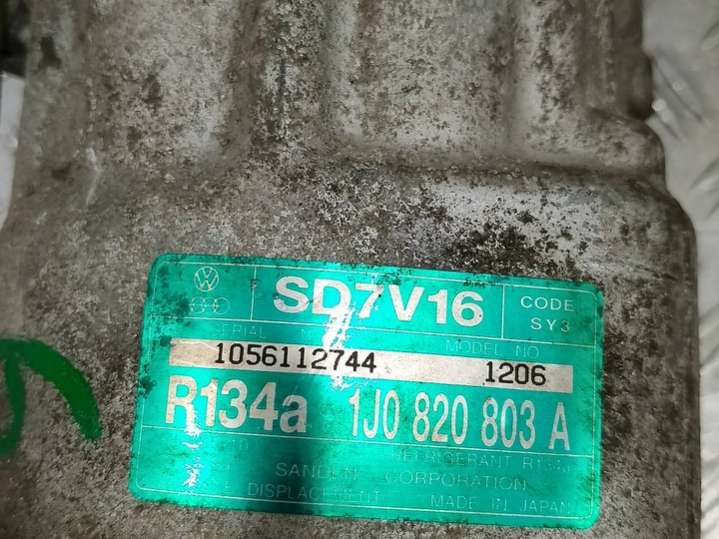 SD7V16
CODE
SY3
SERIAL MODEL NO
1056112744 1206
R134a 1J0 820 803 A
REFRIGERANT
SANDEN CORPORATION
DISPLACEMENT MADE IN JAPAN